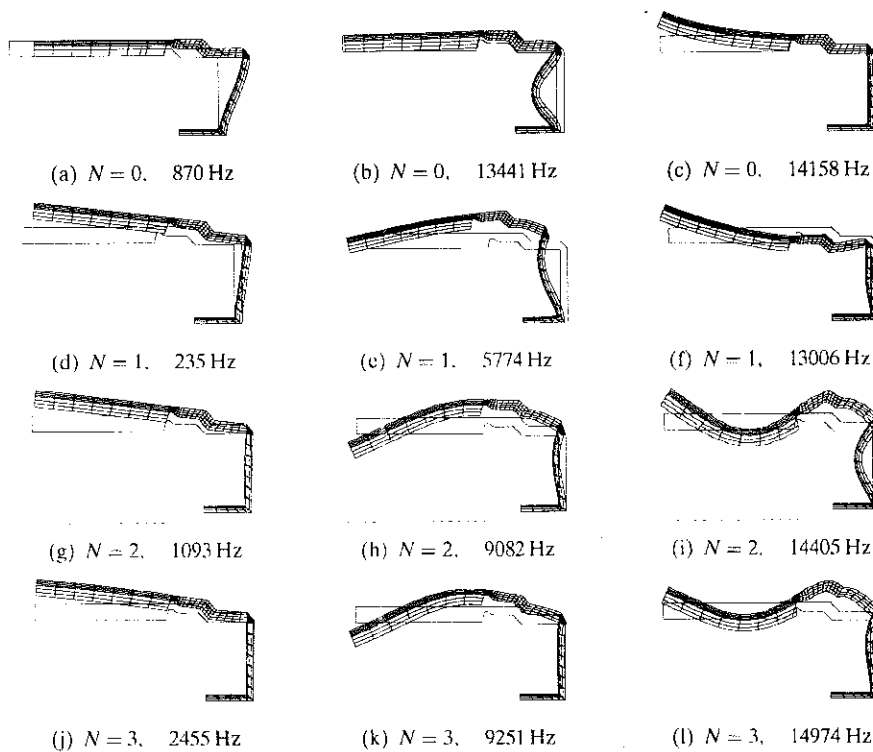 (a) N = 0, 870 Hz
(b) N = 0, 13441 Hz
(c) N = 0, 14158 Hz
(d) N = 1, 235 Hz
(e) N = 1, 5774 Hz
(f) N = 1, 13006 Hz
(g) N = 2, 1093 Hz
(h) N = 2, 9082 Hz
(i) N = 2, 14405 Hz
(j) N = 3, 2455 Hz
(k) N = 3, 9251 Hz
(l) N = 3, 14974 Hz